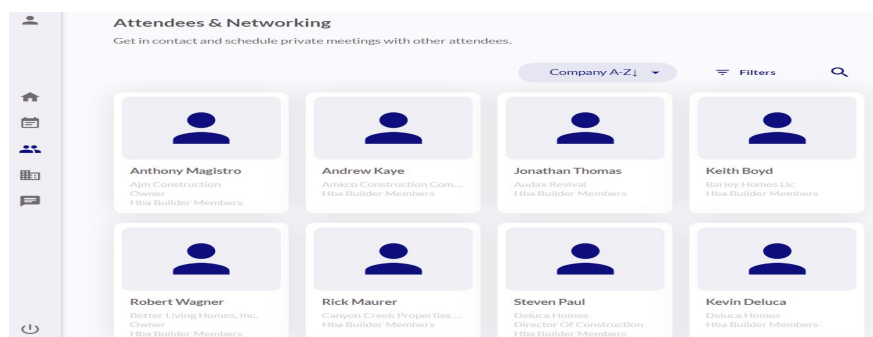 Attendees & Networking
Get in contact and schedule private meetings with other attendees.
Company A-Z↓
Filters
Anthony Magistro
Ajm Construction
Owner
Hba Builder Members
Andrew Kaye
Amkco Construction Com...
Hba Builder Members
Jonathan Thomas
Audax Revival
Hba Builder Members
Keith Boyd
Barley Homes Llc
Hba Builder Members
Robert Wagner
Better Living Homes, Inc.
Owner
Hba Builder Members
Rick Maurer
Canyon Creek Properties ...
Hba Builder Members
Steven Paul
Deluca Homes
Director Of Construction
Hba Builder Members
Kevin Deluca
Deluca Homes
Hba Builder Members